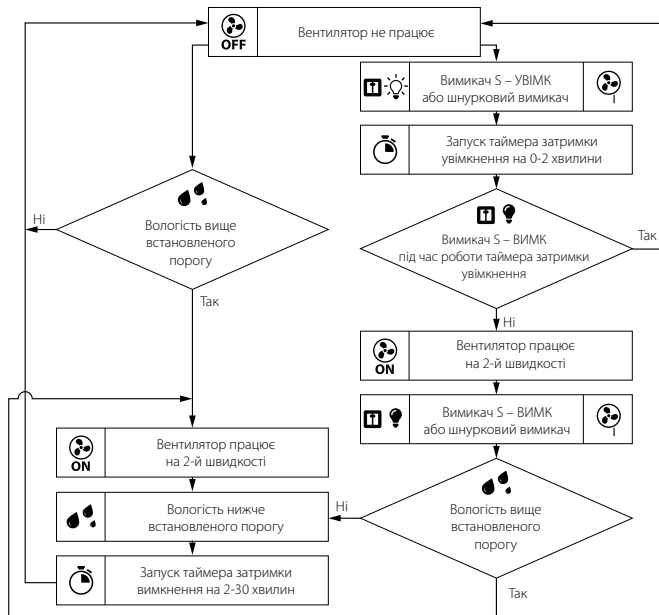 OFF
Вентилятор не працює
Вимикач S – УВІМК
або шнурковий вимикач
Запуск таймера затримки
увімкнення на 0-2 хвилини
Ні
Вологість вище
встановленого
порогу
Так
Вимикач S – ВИМК
під час роботи таймера затримки
увімкнення
Так
Ні
ON
Вентилятор працює
на 2-й швидкості
Вимикач S – ВИМК
або шнурковий вимикач
ON
Вентилятор працює
на 2-й швидкості
Вологість нижче
встановленого порогу
Ні
Вологість вище
встановленого
порогу
Так
Запуск таймера затримки
вимкнення на 2-30 хвилин